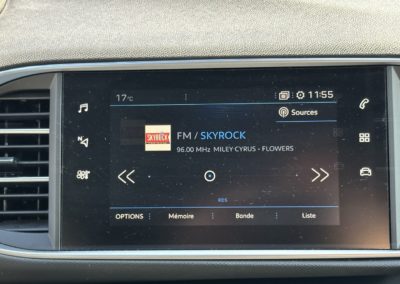 17°C 11:55
Sources
SKYROCK
FM / SKYROCK
96.00 MHz MILEY CYRUS - FLOWERS
N
RDS
OPTIONS Mémoire Bande Liste